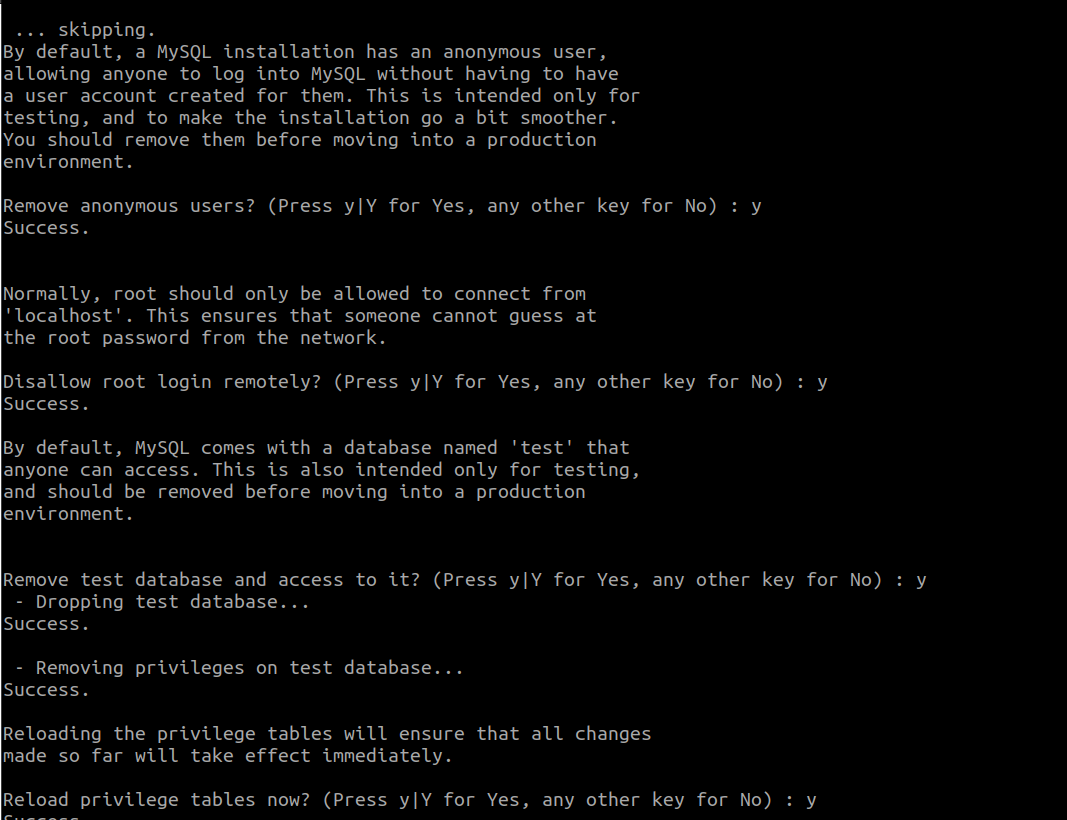 ... skipping.
By default, a MySQL installation has an anonymous user,
allowing anyone to log into MySQL without having to have
a user account created for them. This is intended only for
testing, and to make the installation go a bit smoother.
You should remove them before moving into a production
environment.
Remove anonymous users? (Press y|Y for Yes, any other key for No) : y
Success.
Normally, root should only be allowed to connect from
'localhost'. This ensures that someone cannot guess at
the root password from the network.
Disallow root login remotely? (Press y|Y for Yes, any other key for No) : y
Success.
By default, MySQL comes with a database named 'test' that
anyone can access. This is also intended only for testing,
and should be removed before moving into a production
environment.
Remove test database and access to it? (Press y|Y for Yes, any other key for No) : y
- Dropping test database...
Success.
- Removing privileges on test database...
Success.
Reloading the privilege tables will ensure that all changes
made so far will take effect immediately.
Reload privilege tables now? (Press y|Y for Yes, any other key for No) : y